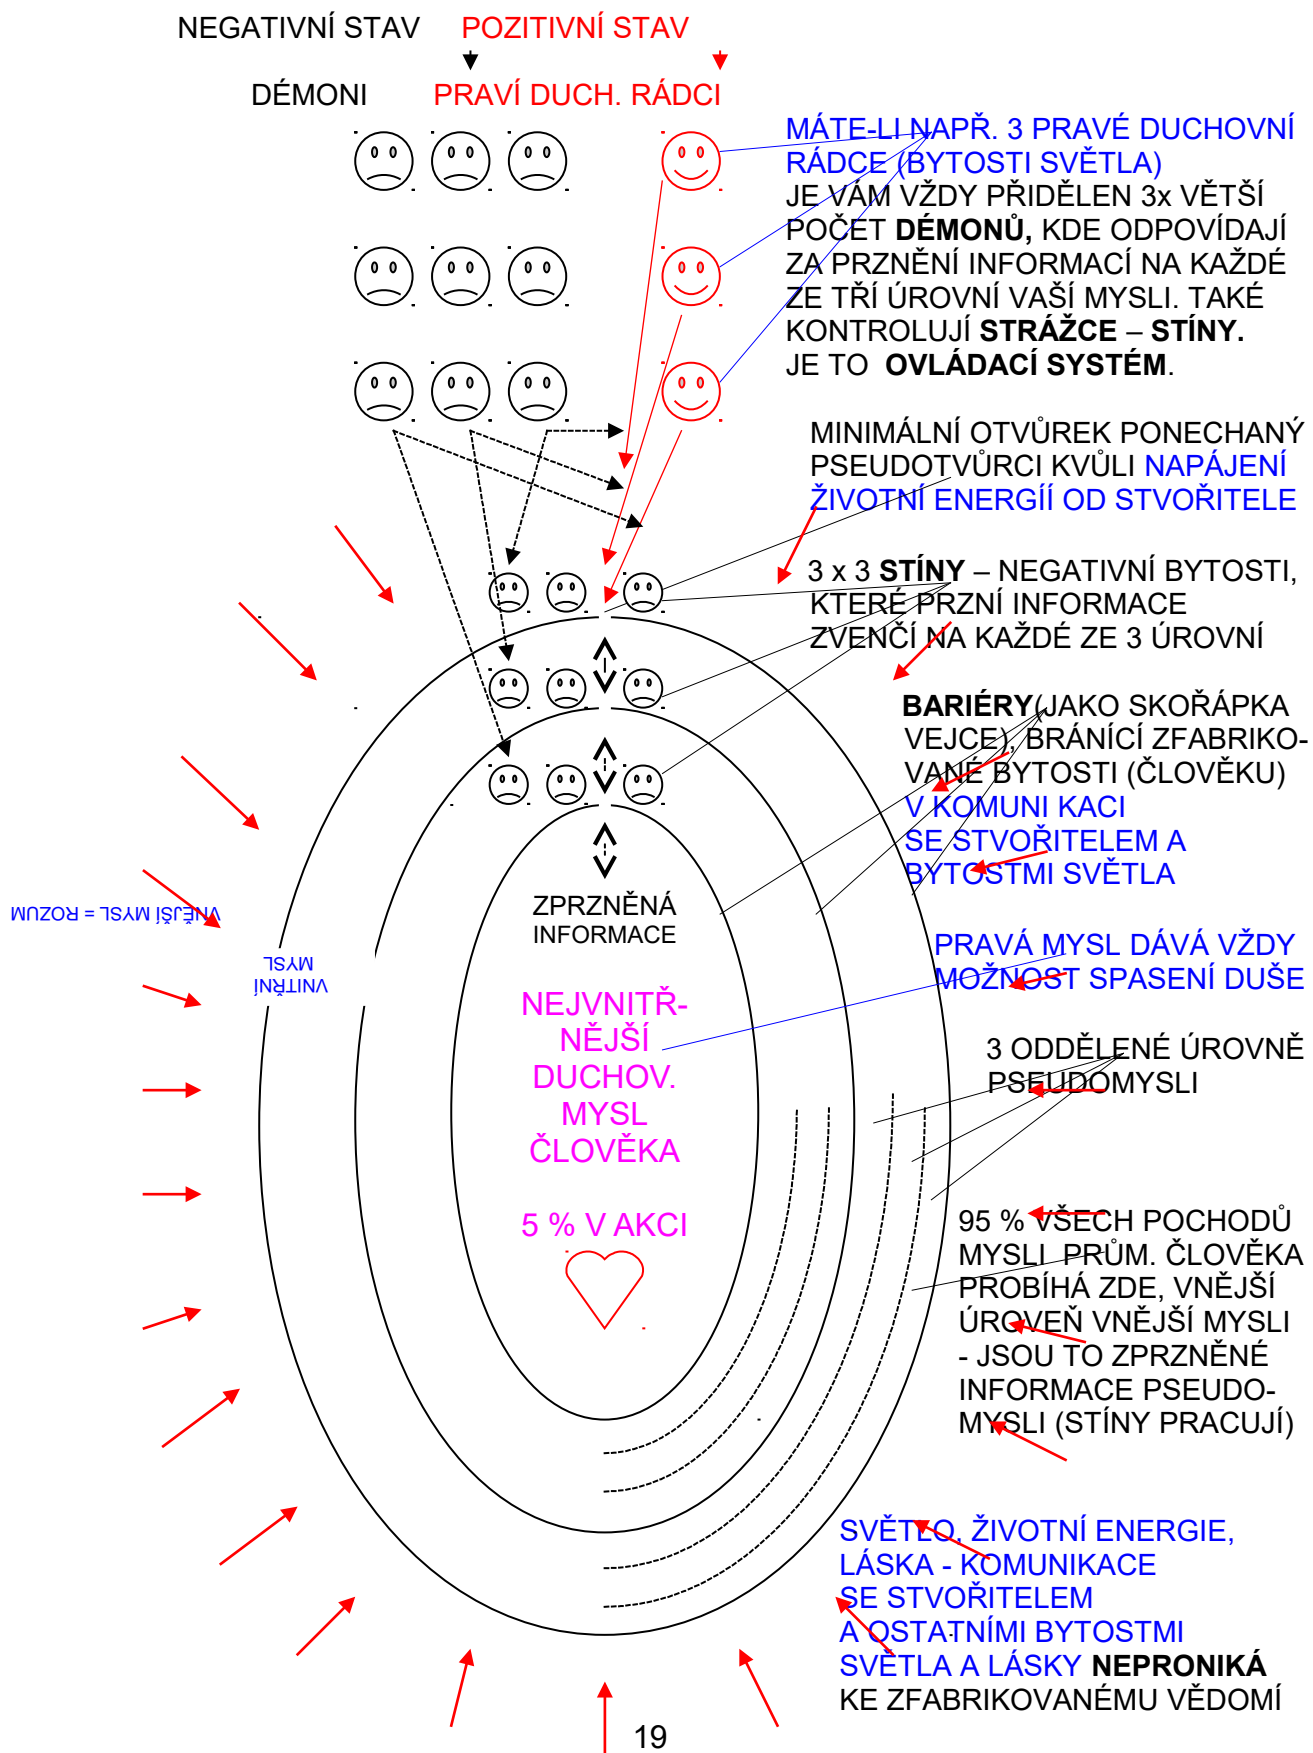 NEGATIVNÍ STAV POZITIVNÍ STAV
DÉMONI PRAVÍ DUCH. RÁDCI
MÁTE-LI NAPŘ. 3 PRAVÉ DUCHOVNÍ
RÁDCE (BYTOSTI SVĚTLA)
JE VÁM VŽDY PŘIDĚLEN 3x VĚTŠÍ
POČET DÉMONŮ, KDE ODPOVÍDAJÍ
ZA PRZNĚNÍ INFORMACÍ NA KAŽDÉ
ZE TŘÍ ÚROVNÍ VAŠÍ MYSLI. TAKÉ
KONTROLUJÍ STRÁŽCE – STÍNY.
JE TO OVLÁDACÍ SYSTÉM.
MINIMÁLNÍ OTVŮREK PONECHANÝ
PSEUDOTVŮRCI KVŮLI NAPÁJENÍ
ŽIVOTNÍ ENERGÍÍ OD STVOŘITELE
3 x 3 STÍNY – NEGATIVNÍ BYTOSTI,
KTERÉ PRZNÍ INFORMACE
ZVENČÍ NA KAŽDÉ ZE 3 ÚROVNÍ
BARIÉRY(JAKO SKOŘÁPKA
VEJCE), BRÁNÍCÍ ZFABRIKO-
VANÉ BYTOSTI (ČLOVĚKU)
V KOMUNI KACI
SE STVOŘITELEM A
BYTOSTMI SVĚTLA
ZPRZNĚNÁ
INFORMACE
VNĚJŠÍ MYSL = ROZUM
VNITŘNÍ
MYSL
PRAVÁ MYSL DÁVÁ VŽDY
MOŽNOST SPASENÍ DUŠE
NEJVNITŘ-
NĚJŠÍ
DUCHOV.
MYSL
ČLOVĚKA
5 % V AKCI
3 ODDĚLENÉ ÚROVNĚ
PSEUDOMYSLI
95 % VŠECH POCHODŮ
MYSLI PRŮM. ČLOVĚKA
PROBÍHÁ ZDE, VNĚJŠÍ
ÚROVEŇ VNĚJŠÍ MYSLI
- JSOU TO ZPRZNĚNÉ
INFORMACE PSEUDO-
MYSLI (STÍNY PRACUJÍ)
SVĚTLO, ŽIVOTNÍ ENERGIE,
LÁSKA - KOMUNIKACE
SE STVOŘITELEM
A OSTATNÍMI BYTOSTMI
SVĚTLA A LÁSKY NEPRONIKÁ
KE ZFABRIKOVANÉMU VĚDOMÍ
19